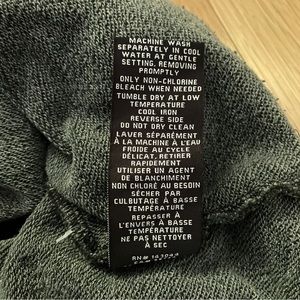 MACHINE WASH
SEPARATELY IN COOL
WATER AT GENTLE
SETTING, REMOVING
PROMPTLY
ONLY NON-CHLORINE
BLEACH WHEN NEEDED
TUMBLE DRY AT LOW
TEMPERATURE
COOL IRON
REVERSE SIDE
DO NOT DRY CLEAN
LAVER SÉPARÉMENT
À LA MACHINE À L'EAU
FROIDE AU CYCLE
DÉLICAT, RETIRER
RAPIDEMENT
UTILISER UN AGENT
DE BLANCHIMENT
NON CHLORÉ AU BESOIN
SÉCHER PAR
CULBUTAGE À BASSE
TEMPÉRATURE
REPASSER À
L'ENVERS À BASSE
TEMPÉRATURE
NE PAS NETTOYER
À SEC
RN#